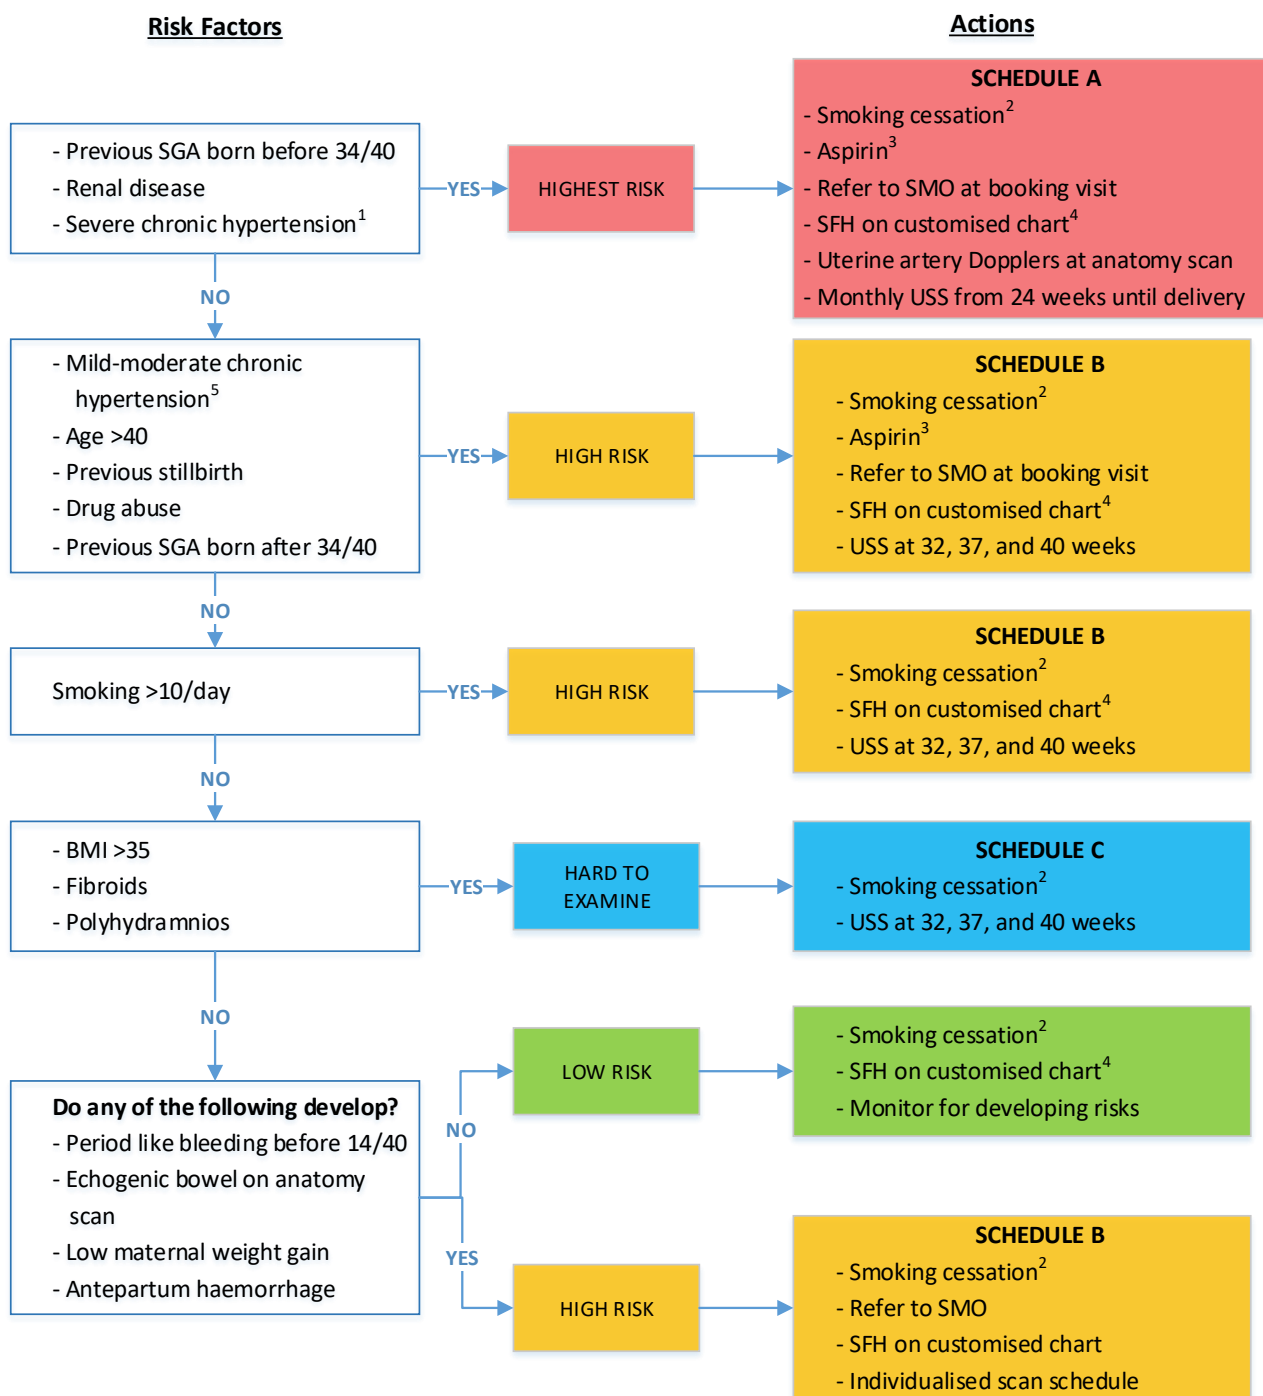 Risk Factors
Actions
- Previous SGA born before 34/40
- Renal disease
- Severe chronic hypertension1
YES
HIGHEST RISK
SCHEDULE A
- Smoking cessation2
- Aspirin3
- Refer to SMO at booking visit
- SFH on customised chart4
- Uterine artery Dopplers at anatomy scan
- Monthly USS from 24 weeks until delivery
NO
- Mild-moderate chronic
hypertension5
- Age >40
- Previous stillbirth
- Drug abuse
- Previous SGA born after 34/40
YES
HIGH RISK
SCHEDULE B
- Smoking cessation2
- Aspirin3
- Refer to SMO at booking visit
- SFH on customised chart4
- USS at 32, 37, and 40 weeks
NO
Smoking >10/day
YES
HIGH RISK
SCHEDULE B
- Smoking cessation2
- SFH on customised chart4
- USS at 32, 37, and 40 weeks
NO
- BMI >35
- Fibroids
- Polyhydramnios
YES
HARD TO
EXAMINE
SCHEDULE C
- Smoking cessation2
- USS at 32, 37, and 40 weeks
NO
Do any of the following develop?
- Period like bleeding before 14/40
- Echogenic bowel on anatomy
scan
- Low maternal weight gain
- Antepartum haemorrhage
NO
LOW RISK
- Smoking cessation2
- SFH on customised chart4
- Monitor for developing risks
YES
HIGH RISK
SCHEDULE B
- Smoking cessation2
- Refer to SMO
- SFH on customised chart
- Individualised scan schedule